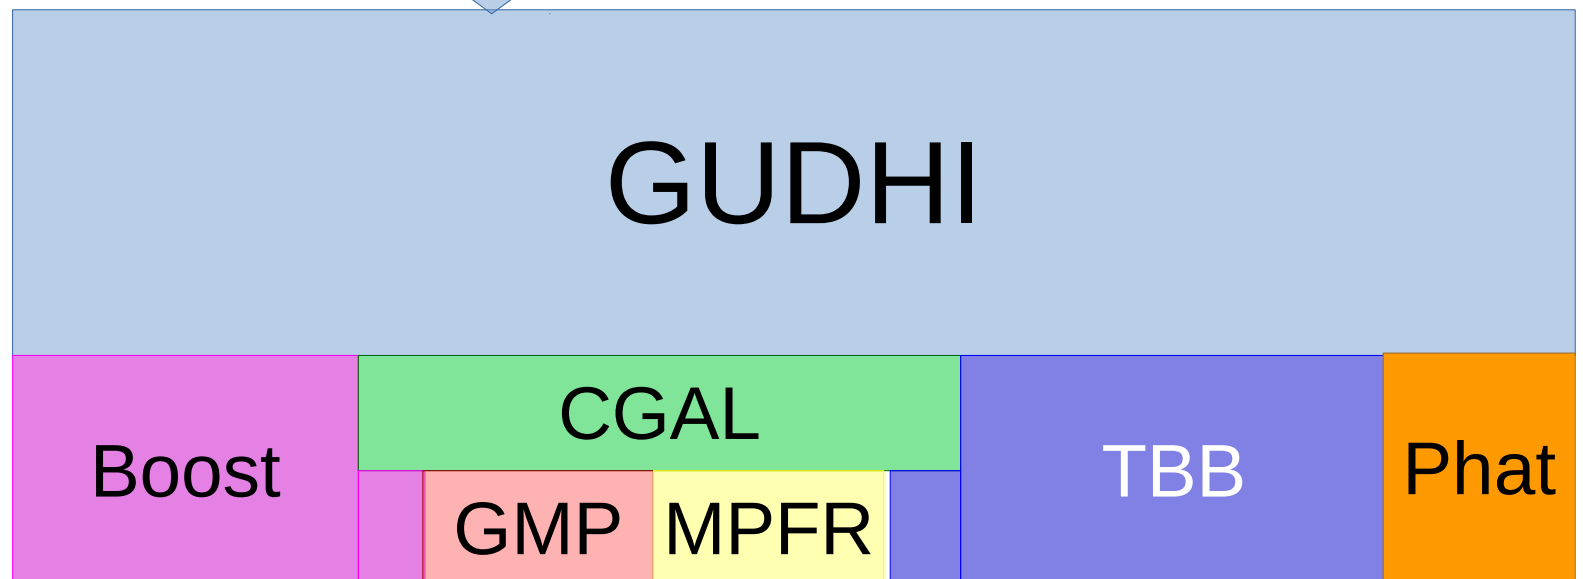 GUDHI
CGAL
Boost
TBB
Phat
GMP
MPFR